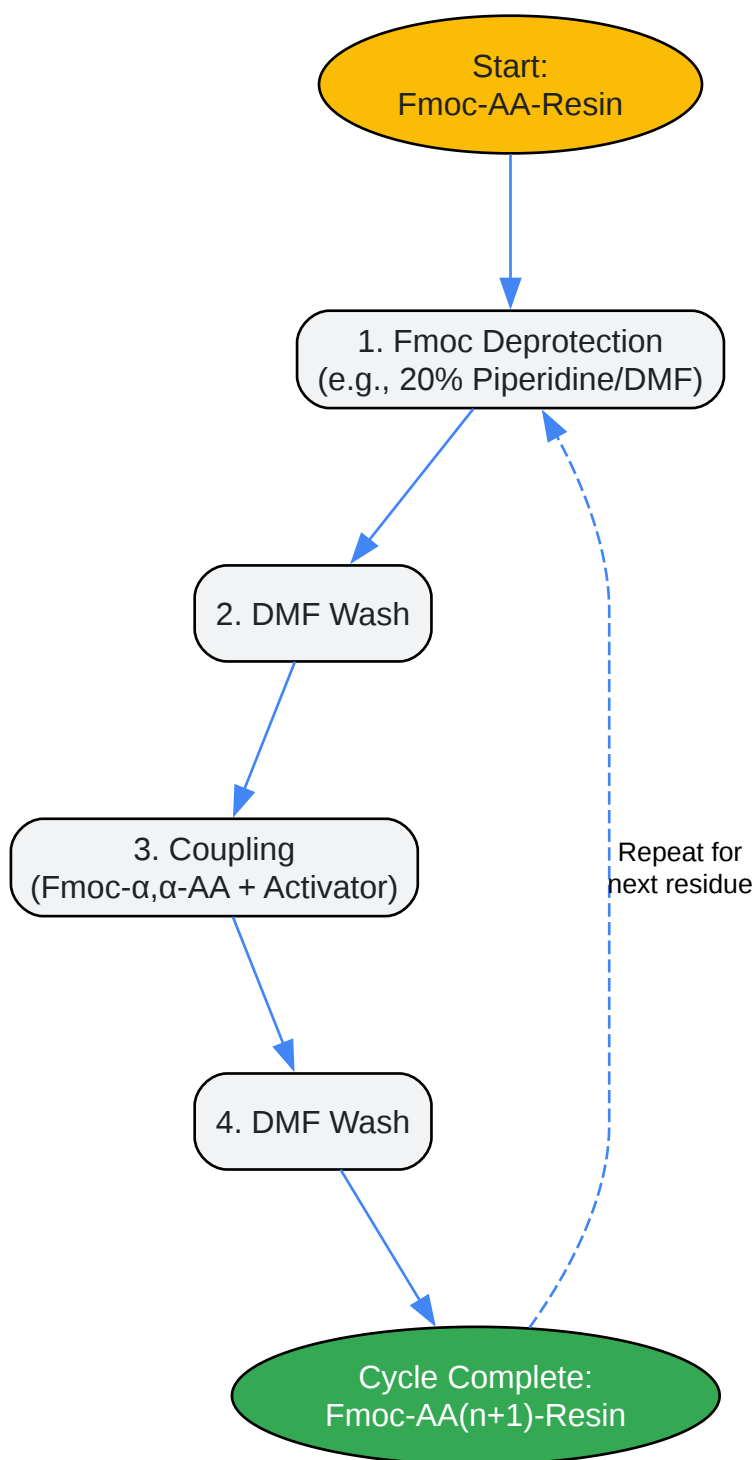 Start:
Fmoc-AA-Resin
1. Fmoc Deprotection
(e.g., 20% Piperidine/DMF)
2. DMF Wash
3. Coupling
(Fmoc-α,α-AA + Activator)
Repeat for
next residue
4. DMF Wash
Cycle Complete:
Fmoc-AA(n+1)-Resin